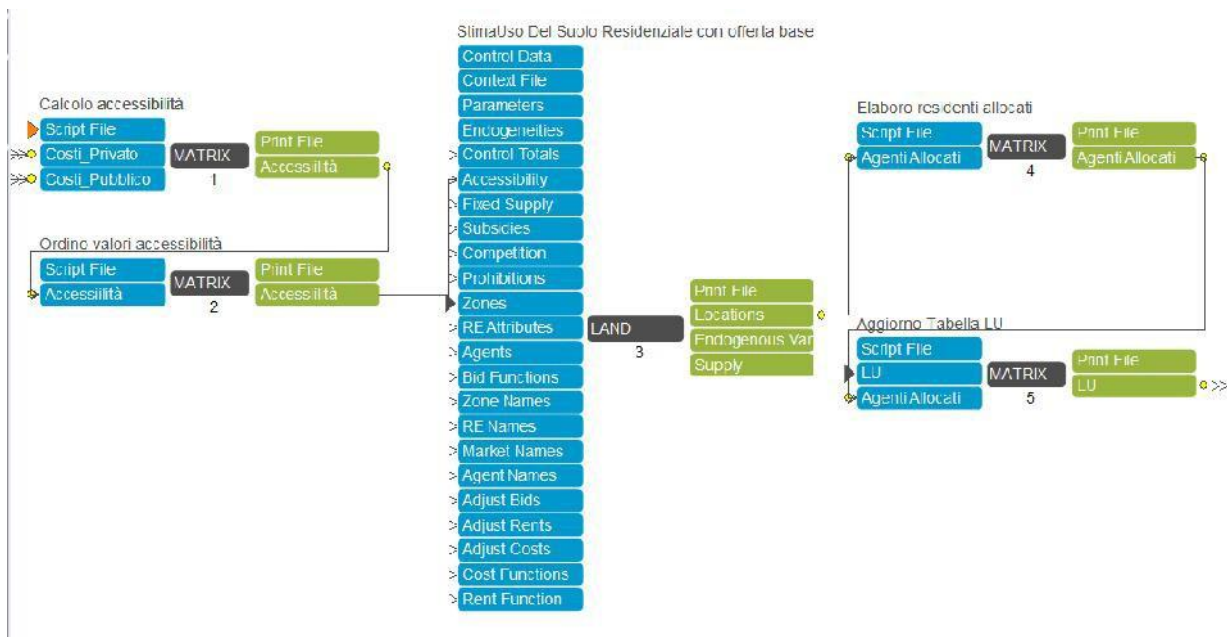 StimaUso Del Suolo Residenziale con offerta base
Control Data
Context File
Parameters
Endogeneities
Control Totals
Accessibility
Fixed Supply
Subsidies
Competition
Prohibitions
Zones
RE Attributes
Agents
Bid Functions
Zone Names
RE Names
Market Names
Agent Names
Adjust Bids
Adjust Rents
Adjust Costs
Cost Functions
Rent Function
LAND
3
Print File
Locations
Endogenous Var
Supply
Calcolo accessibilità
Script File
Costi_Privato
Costi_Pubblico
MATRIX
1
Print File
Accessiilità
Ordino valori accessibilità
Script File
Accessiilità
MATRIX
2
Print File
Accessiilità
Elaboro residenti allocati
Script File
Agenti Allocati
MATRIX
4
Print File
Agenti Allocati
Aggiorno Tabella LU
Script File
LU
Agenti Allocati
MATRIX
5
Print File
LU